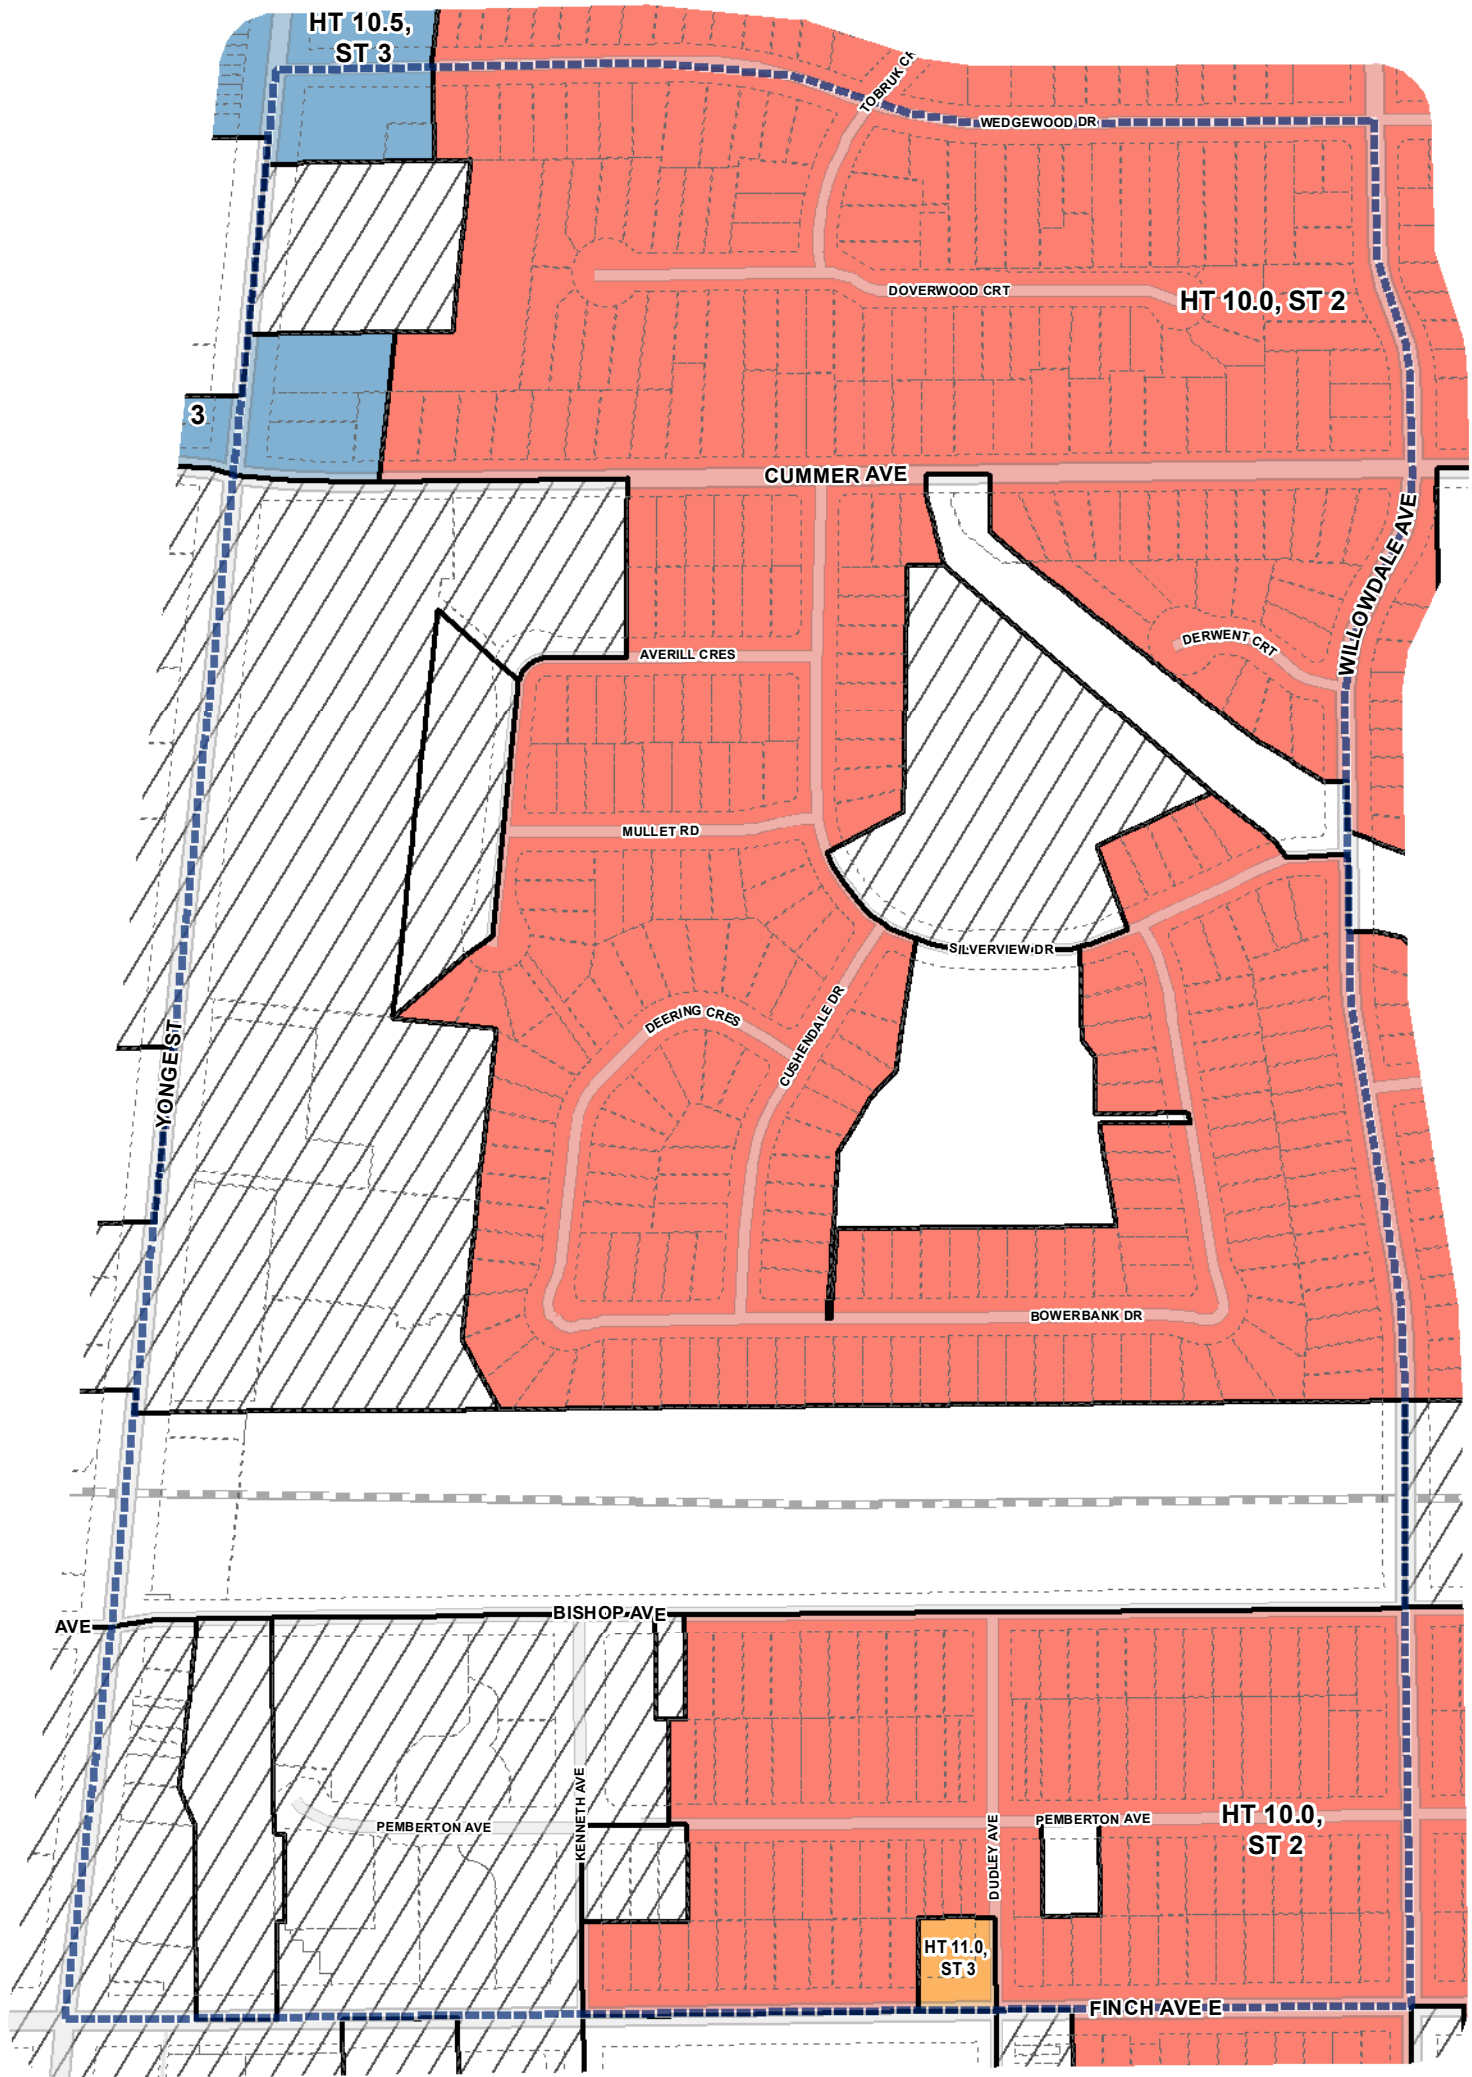 HT 10.5,
ST 3
TOBRUK CR
WEDGEWOOD DR
DOVERWOOD CRT
HT 10.0, ST 2
3
CUMMER AVE
WILLOWDALE AVE
DERWENT CRT
AVERILL CRES
MULLET RD
SILVERVIEW DR
DEERING CRES
CUSHENDALE DR
YONGE ST
BOWERBANK DR
BISHOP AVE
AVE
KENNETH AVE
PEMBERTON AVE
DUDLEY AVE
PEMBERTON AVE
HT 10.0,
ST 2
HT 11.0,
ST 3
FINCH AVE E